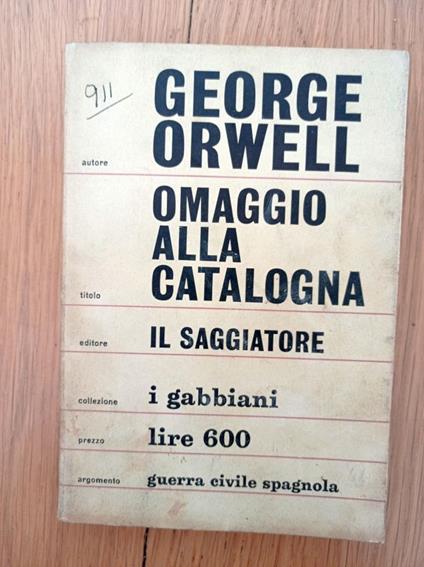 911
GEORGE
autore ORWELL
OMAGGIO
ALLA
titolo CATALOGNA
editore IL SAGGIATORE
collezione i gabbiani
prezzo lire 600
argomento guerra civile spagnola